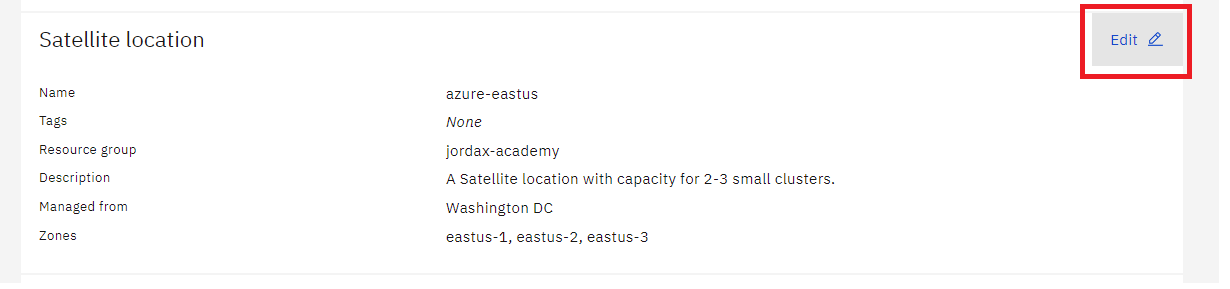 Satellite location
Edit
Name azure-eastus
Tags None
Resource group jordax-academy
Description A Satellite location with capacity for 2-3 small clusters.
Managed from Washington DC
Zones eastus-1, eastus-2, eastus-3